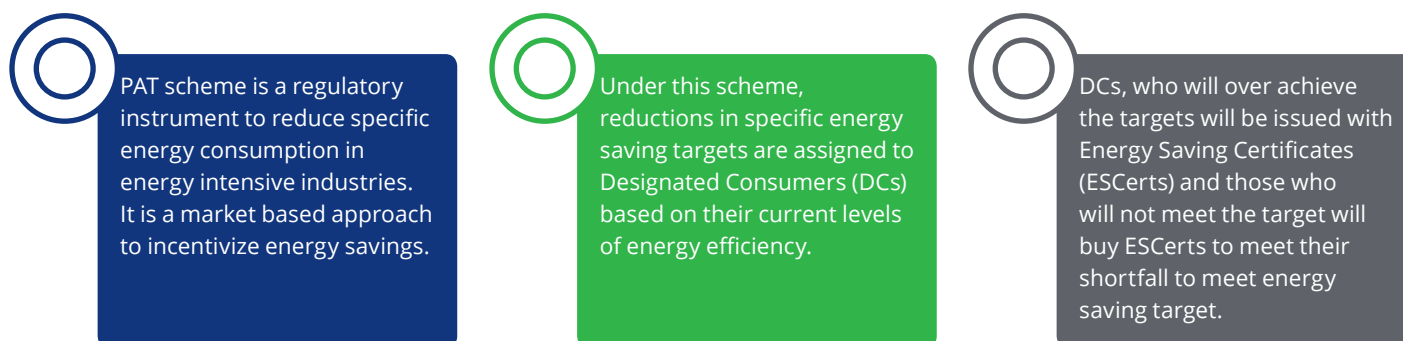 PAT scheme is a regulatory
instrument to reduce specific
energy consumption in
energy intensive industries.
It is a market based approach
to incentivize energy savings.
Under this scheme,
reductions in specific energy
saving targets are assigned to
Designated Consumers (DCs)
based on their current levels
of energy efficiency.
DCs, who will over achieve
the targets will be issued with
Energy Saving Certificates
(ESCerts) and those who
will not meet the target will
buy ESCerts to meet their
shortfall to meet energy
saving target.